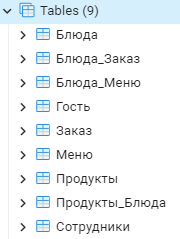 Tables (9)
Блюда
Блюда_Заказ
Блюда_Меню
Гость
Заказ
Меню
Продукты
Продукты_Блюда
Сотрудники